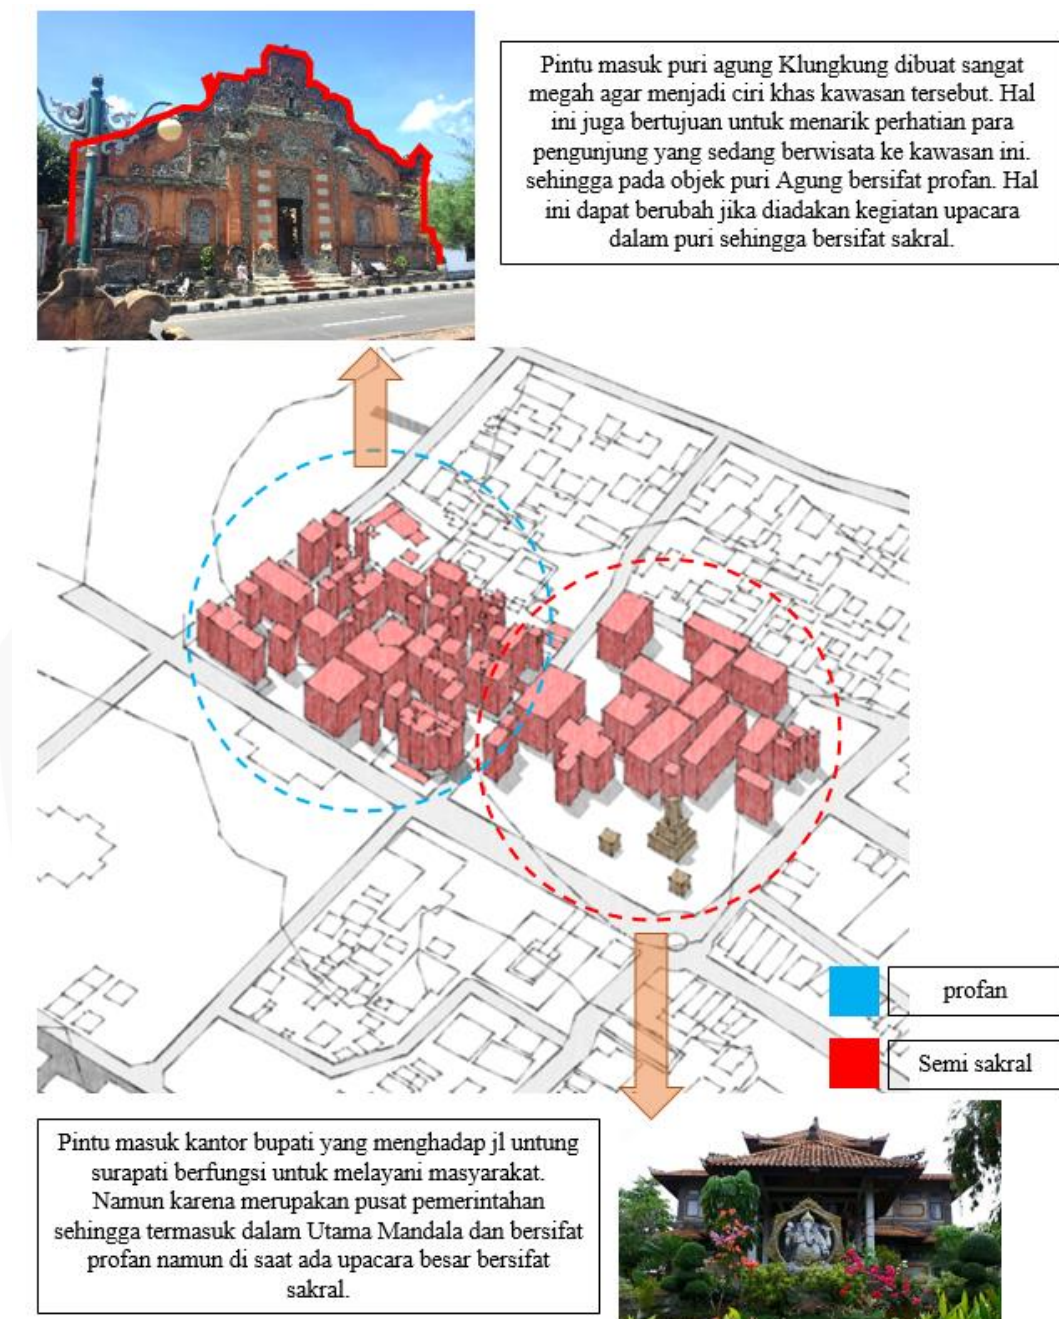 Pintu masuk puri agung Klungkung dibuat sangat
megah agar menjadi ciri khas kawasan tersebut. Hal
ini juga bertujuan untuk menarik perhatian para
pengunjung yang sedang berwisata ke kawasan ini.
sehingga pada objek puri Agung bersifat profan. Hal
ini dapat berubah jika diadakan kegiatan upacara
dalam puri sehingga bersifat sakral.
profan
Semi sakral
Pintu masuk kantor bupati yang menghadap jl untung
surapati berfungsi untuk melayani masyarakat.
Namun karena merupakan pusat pemerintahan
sehingga termasuk dalam Utama Mandala dan bersifat
profan namun di saat ada upacara besar bersifat
sakral.